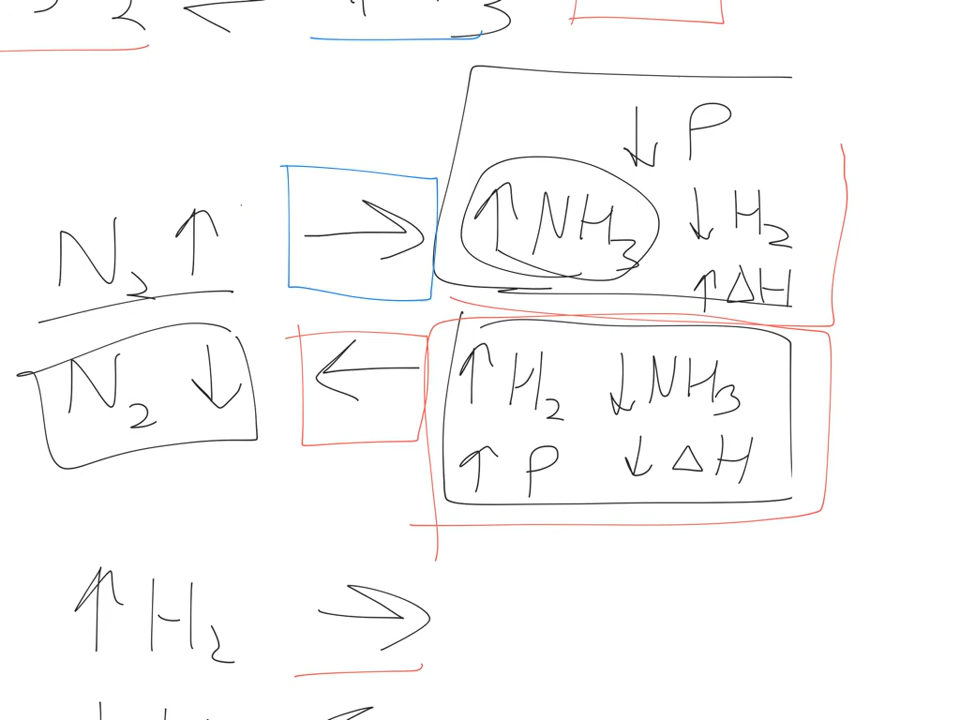 ↓ P
N2 ↑ → ↑ NH3 ↓ H2
↑ ΔH
N2 ↓ ← ↑ H2 ↓ NH3
↑ P ↓ ΔH
↑ H2 →